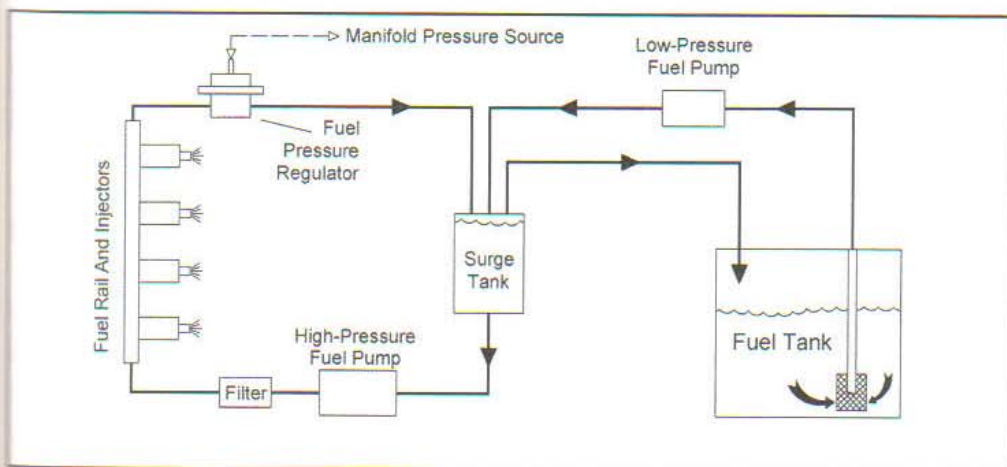 Manifold Pressure Source
Low-Pressure
Fuel Pump
Fuel
Pressure
Regulator
Fuel Rail And Injectors
Surge
Tank
High-Pressure
Fuel Pump
Fuel Tank
Filter